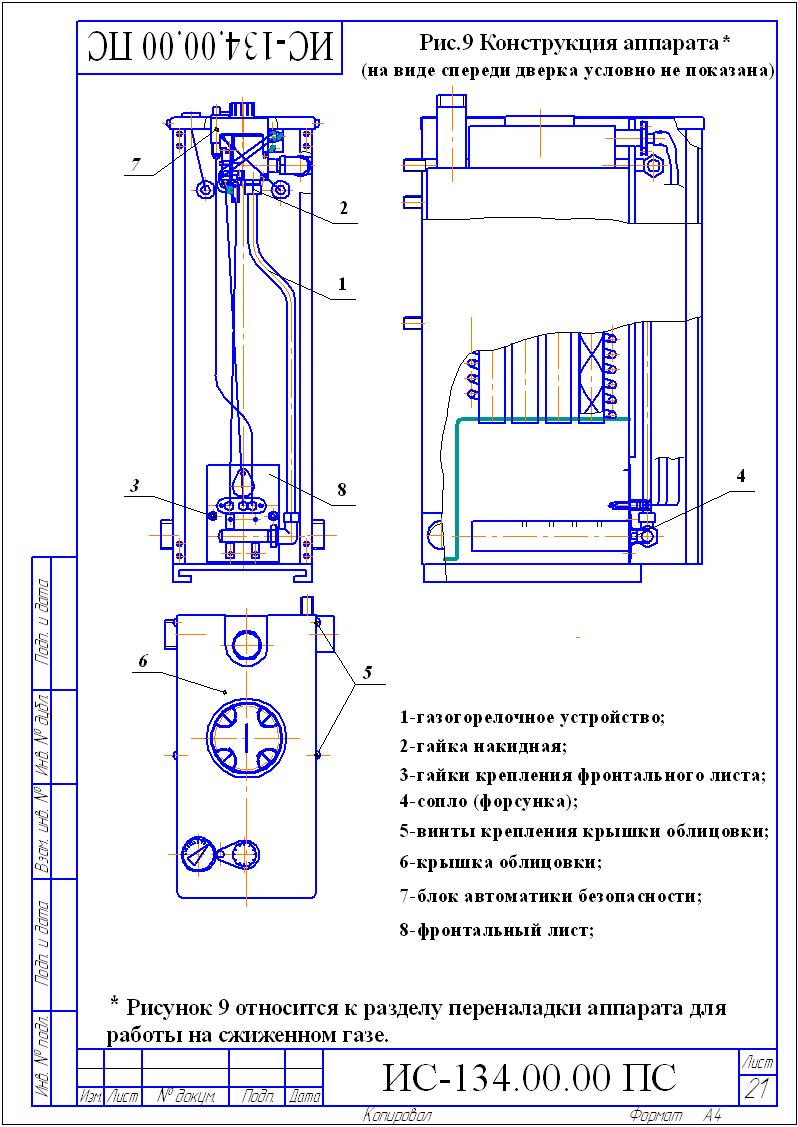 ИС-134.00.00 ПС
Рис.9 Конструкция аппарата*
(на виде спереди дверка условно не показана)
7
2
1
3
8
4
6
5
1-газогорелочное устройство;
2-гайка накидная;
3-гайки крепления фронтального листа;
4-сопло (форсунка);
5-винты крепления крышки облицовки;
6-крышка облицовки;
7-блок автоматики безопасности;
8-фронтальный лист;
* Рисунок 9 относится к разделу переналадки аппарата для
работы на сжиженном газе.
Подп. и дата
Инв. № дубл.
Взам. инв. №
Подп. и дата
Инв. № подл.
Изм. Лист № докум. Подп. Дата
ИС-134.00.00 ПС
Лист
21
Копировал
Формат А4